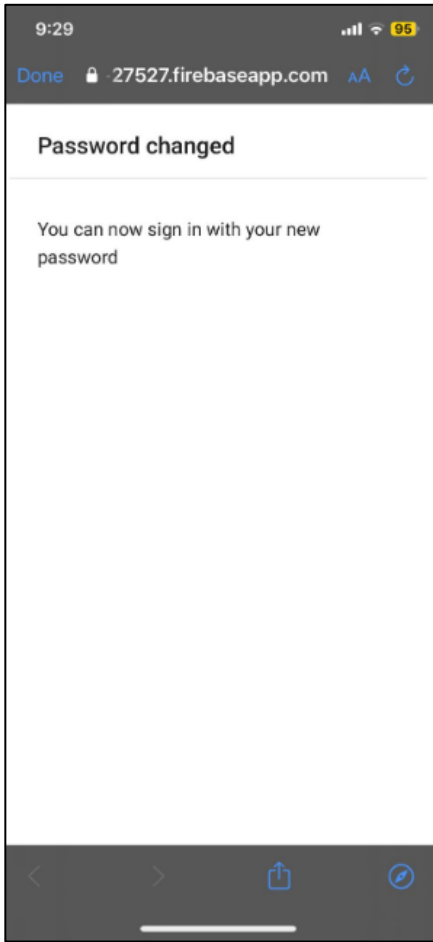 9:29
95
Done -27527.firebaseapp.com AA
Password changed
You can now sign in with your new
password